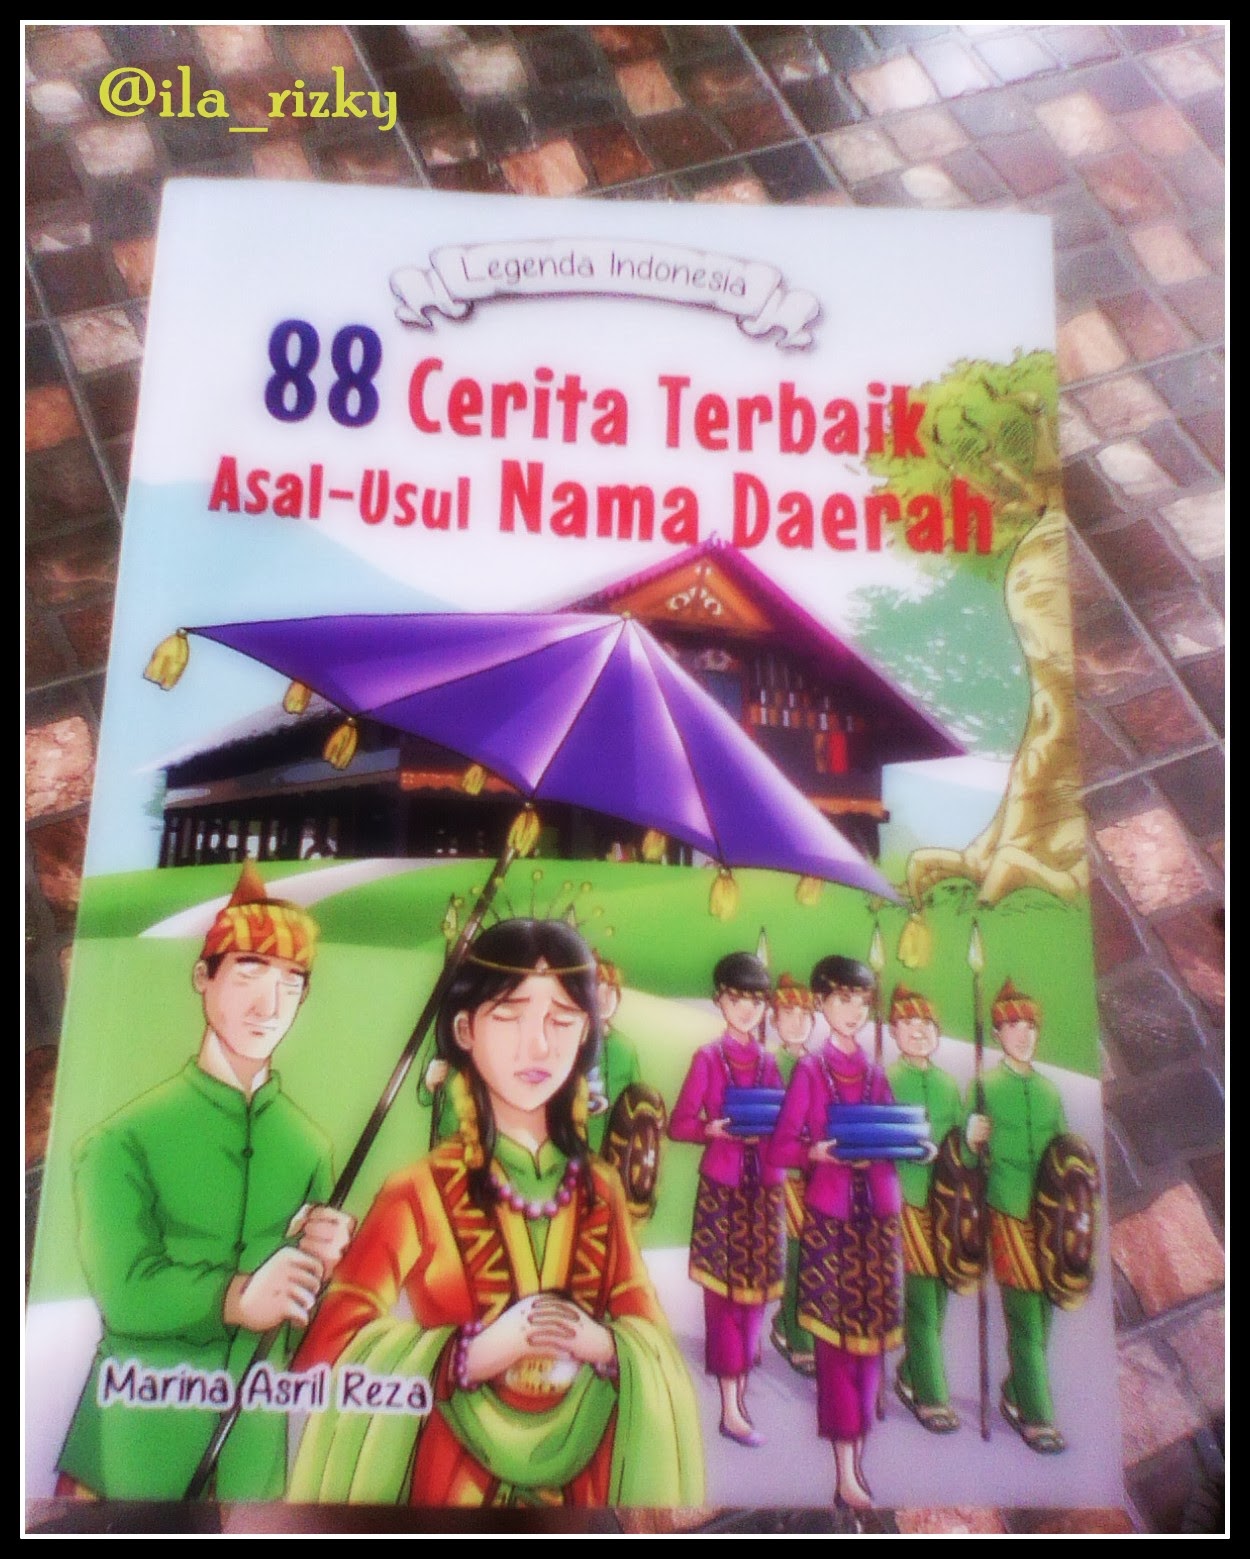 @ila_rizky
Legenda Indonesia
88 Cerita Terbaik
Asal-Usul Nama Daerah
Marina Asril Reza